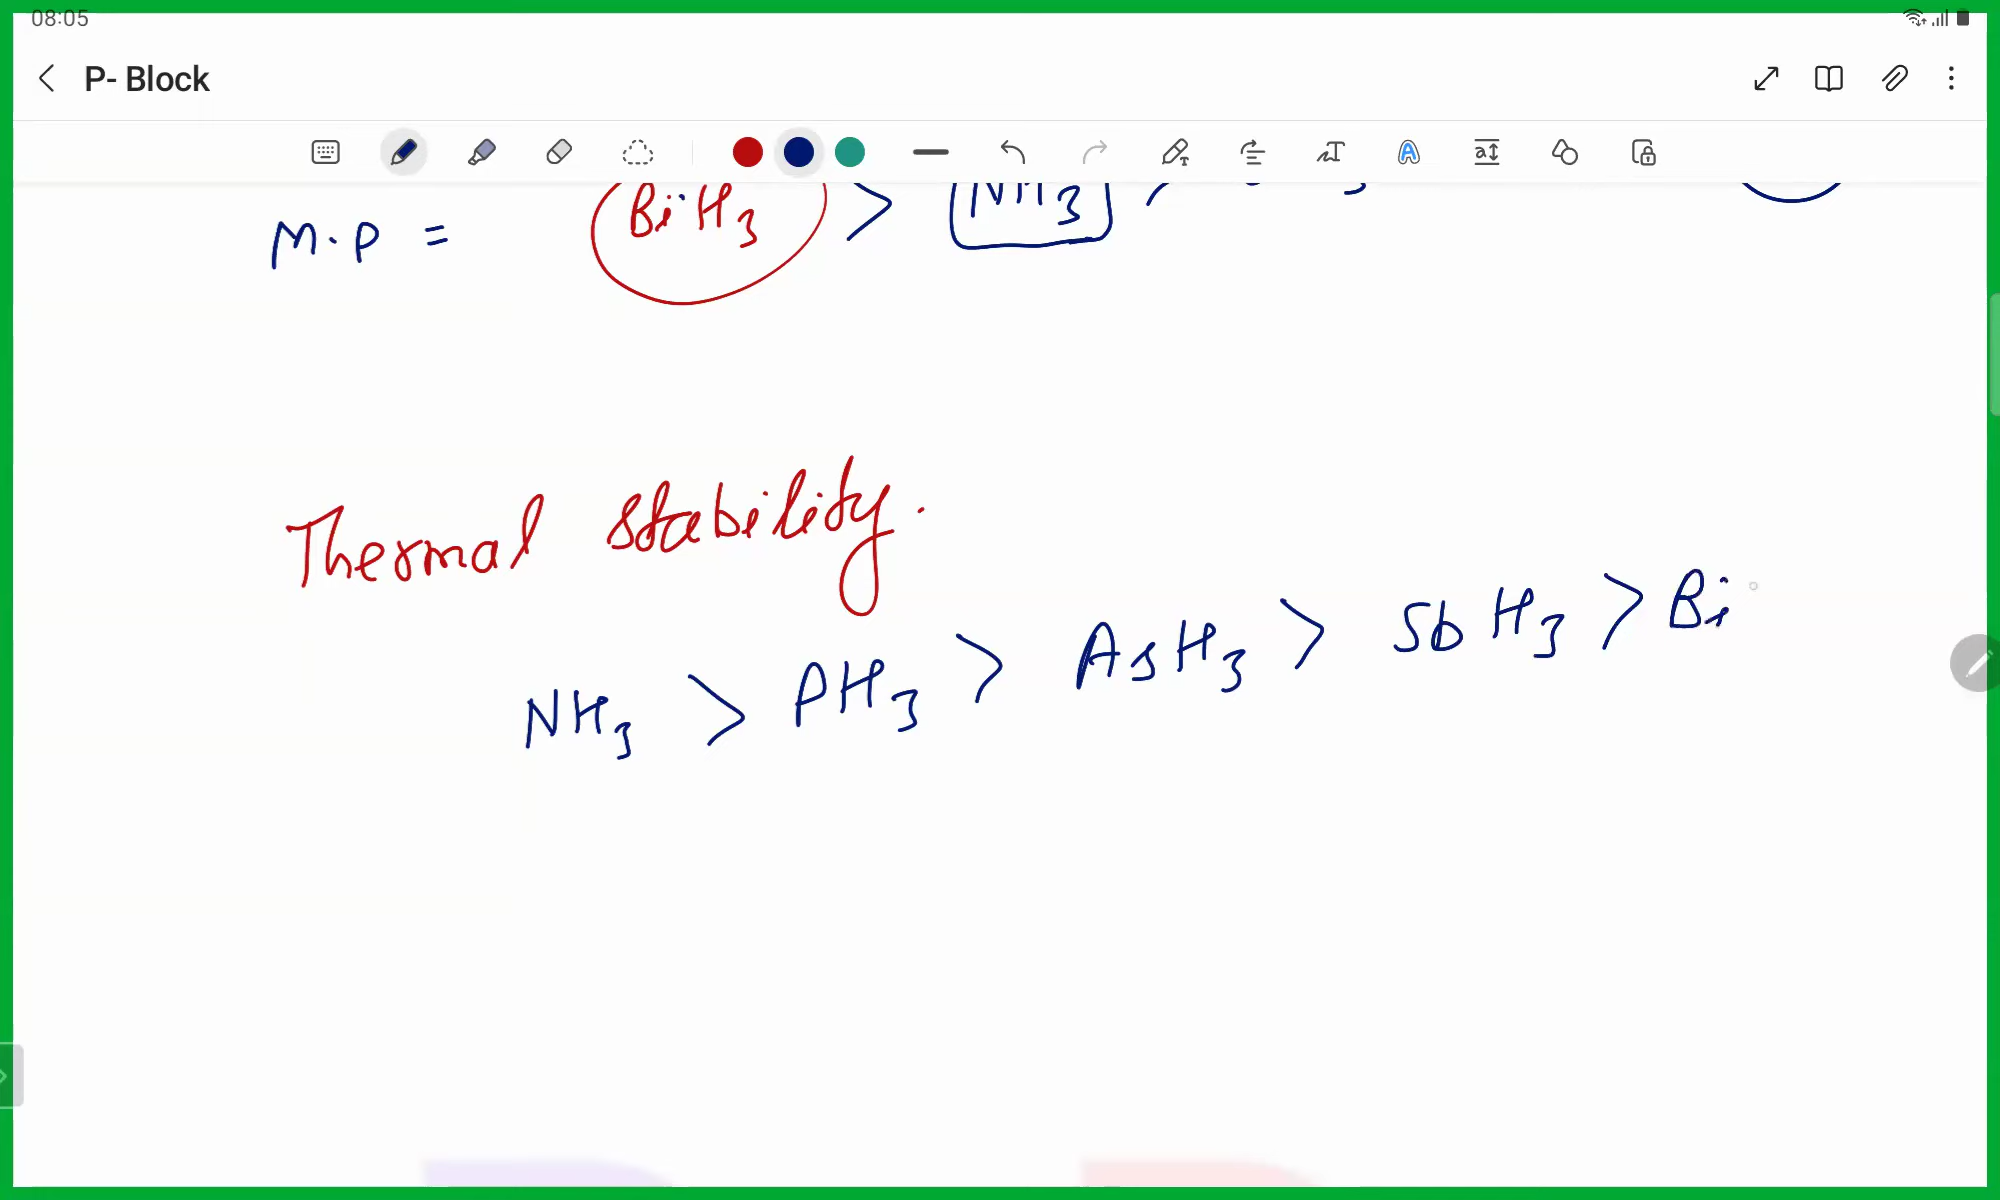 08:05
P- Block
M.P = BiH3 > NH3 >
Thermal stability.
NH3 > PH3 > AsH3 > SbH3 > Bi